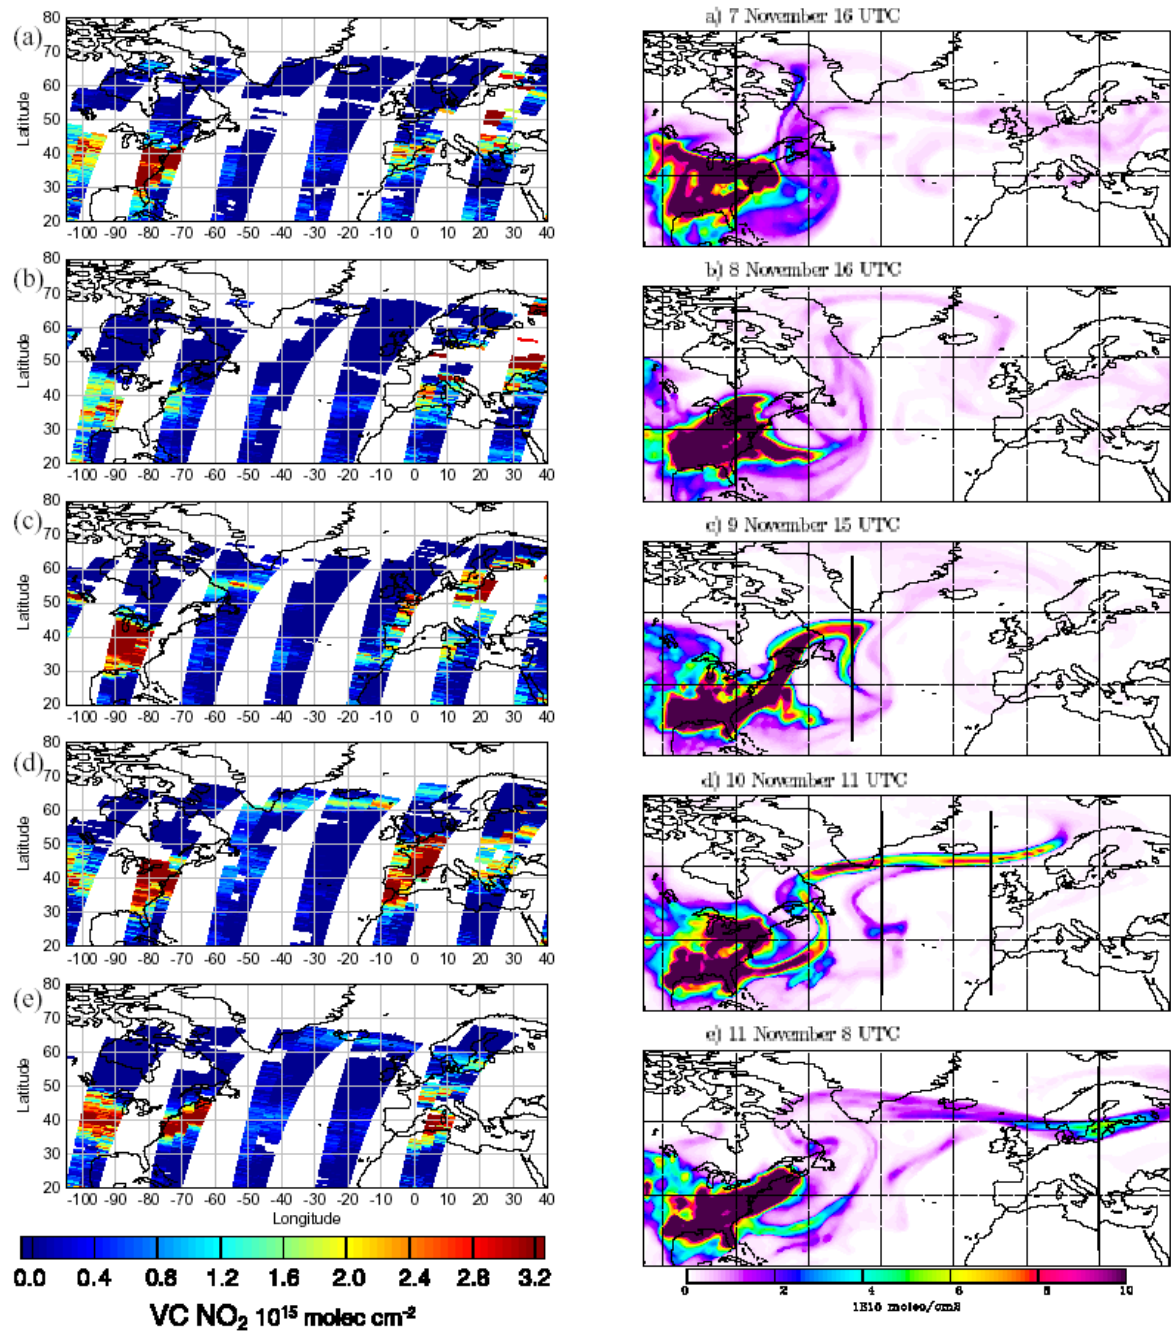 (a)
80
70
60
50
40
30
20
Latitude
-100 -90 -80 -70 -60 -50 -40 -30 -20 -10 0 10 20 30 40
(b)
80
70
60
50
40
30
20
Latitude
-100 -90 -80 -70 -60 -50 -40 -30 -20 -10 0 10 20 30 40
(c)
80
70
60
50
40
30
20
Latitude
-100 -90 -80 -70 -60 -50 -40 -30 -20 -10 0 10 20 30 40
(d)
80
70
60
50
40
30
20
Latitude
-100 -90 -80 -70 -60 -50 -40 -30 -20 -10 0 10 20 30 40
(e)
80
70
60
50
40
30
20
Latitude
-100 -90 -80 -70 -60 -50 -40 -30 -20 -10 0 10 20 30 40
Longitude
0.0 0.4 0.8 1.2 1.6 2.0 2.4 2.8 3.2
VC NO₂ 10¹⁵ molec cm⁻²
a) 7 November 16 UTC
b) 8 November 16 UTC
c) 9 November 15 UTC
d) 10 November 11 UTC
e) 11 November 8 UTC
0 2 4 6 8 10
1E15 molec/cm2